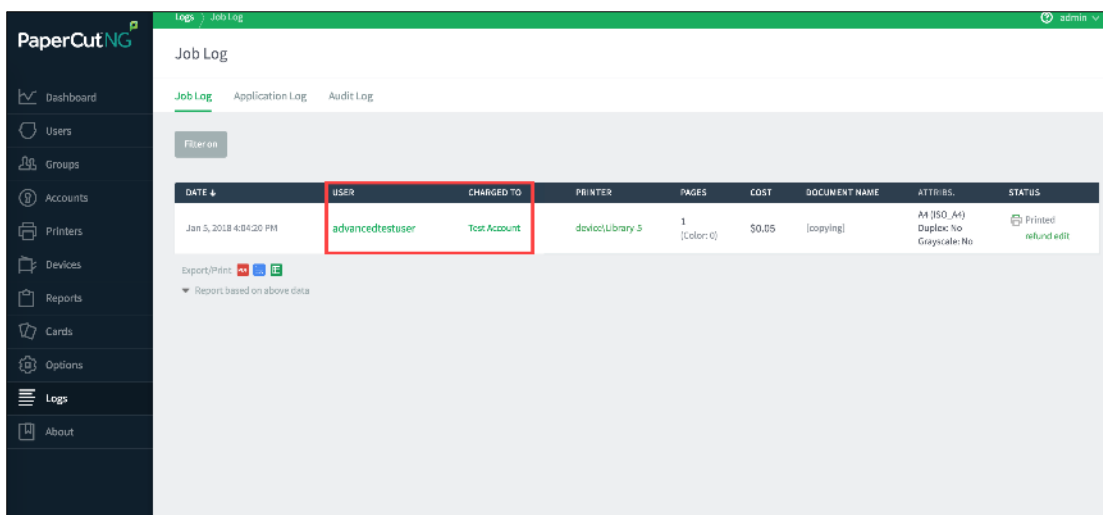 Logs 〉 Job Log
admin
PaperCut NG
Job Log
Dashboard
Users
Groups
Accounts
Printers
Devices
Reports
Cards
Options
Logs
About
Job Log Application Log Audit Log
Filter on
DATE USER CHARGED TO PRINTER PAGES COST DOCUMENT NAME ATTRIBS. STATUS
Jan 5, 2018 4:04:20 PM advancedtestuser Test Account device\Library-5 1 (Color: 0) $0.05 [copying] A4 (ISO_A4) Duplex: No Grayscale: No Printed refund edit
Export/Print
Report based on above data